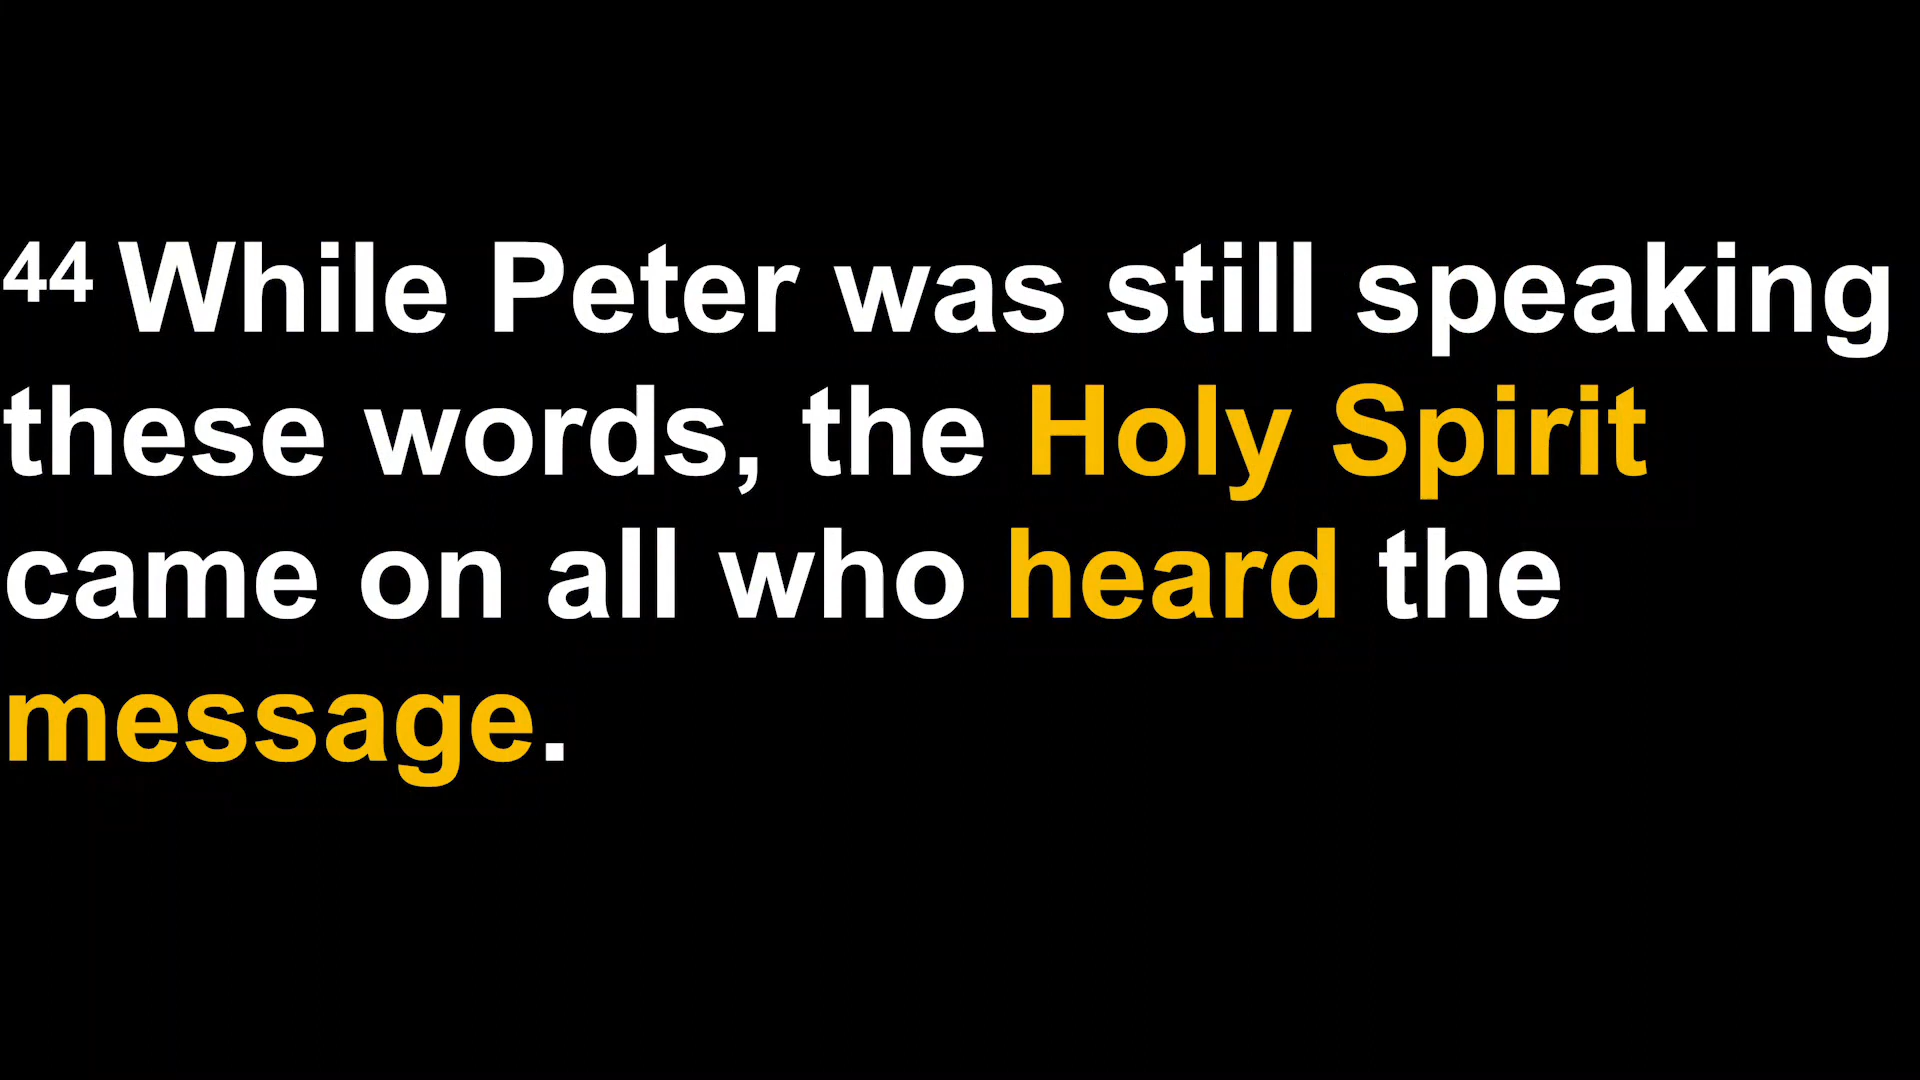 44 While Peter was still speaking
these words, the Holy Spirit
came on all who heard the
message.